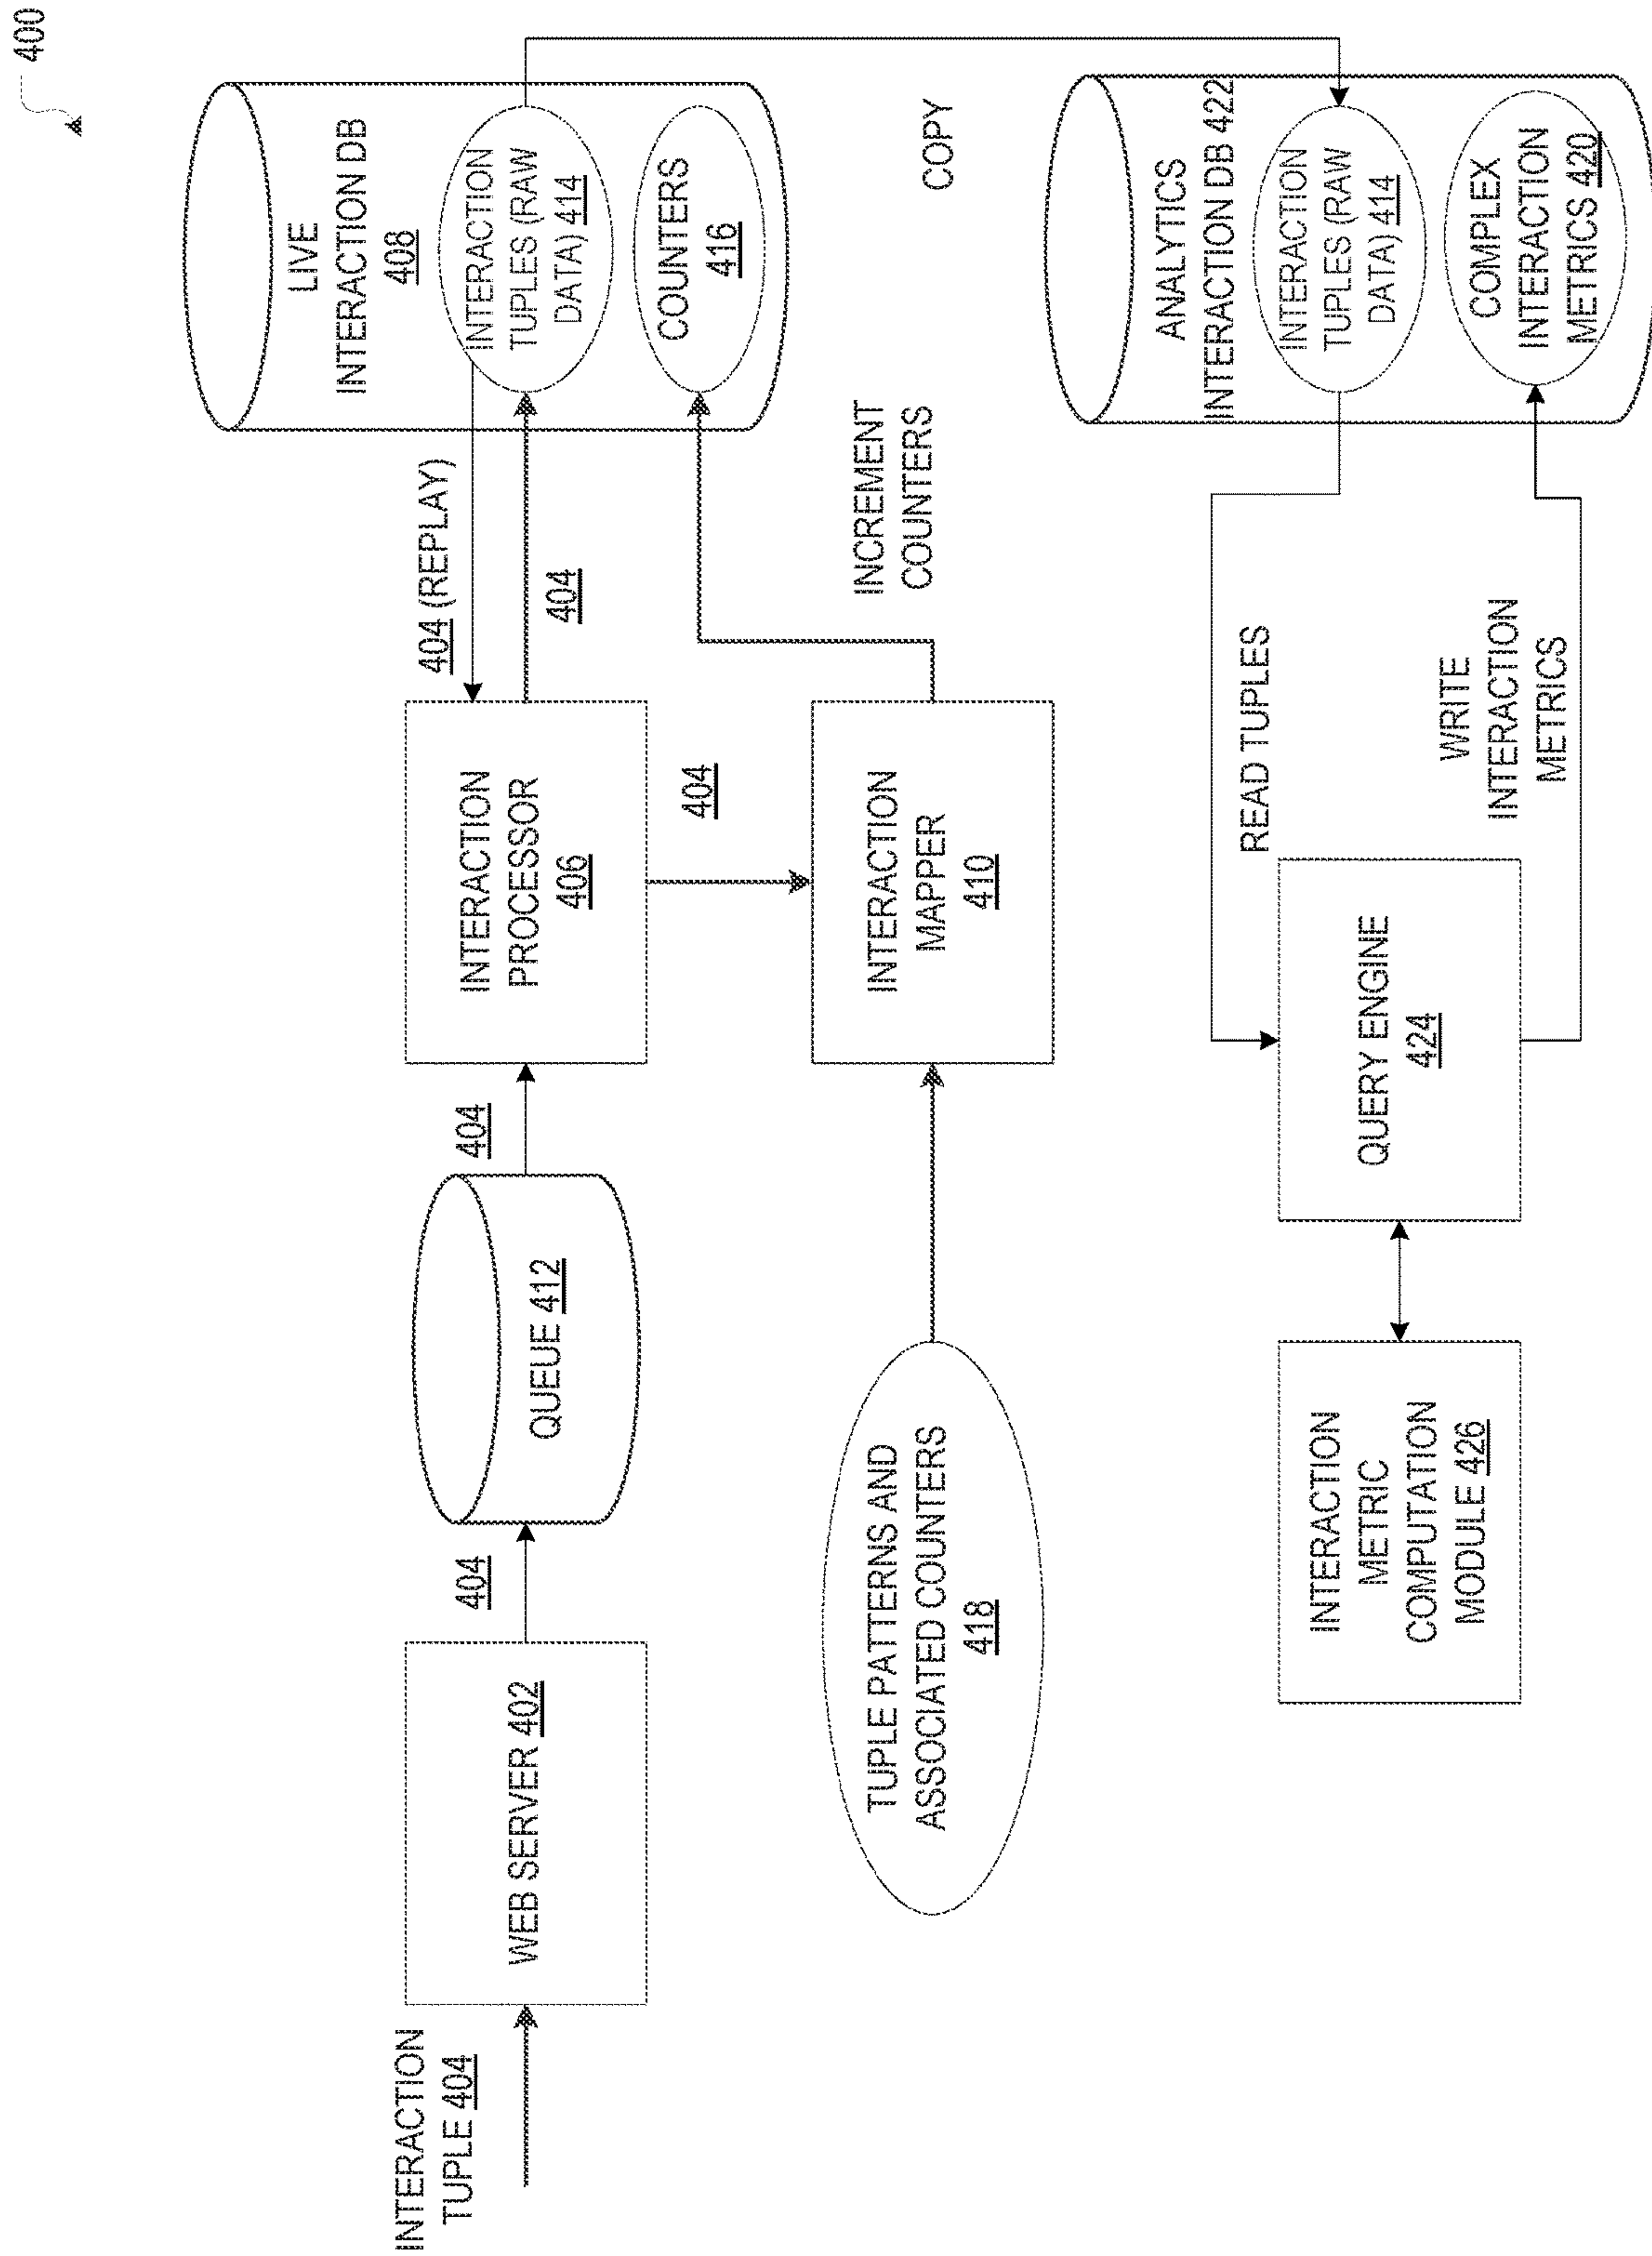 400
INTERACTION
TUPLE 404
WEB SERVER 402
404
QUEUE 412
404
INTERACTION
PROCESSOR
406
404 (REPLAY)
404
LIVE
INTERACTION DB
408
INTERACTION
TUPLES (RAW
DATA) 414
COUNTERS
416
404
TUPLE PATTERNS AND
ASSOCIATED COUNTERS
418
INTERACTION
MAPPER
410
INCREMENT
COUNTERS
COPY
INTERACTION
METRIC
COMPUTATION
MODULE 426
QUERY ENGINE
424
READ TUPLES
WRITE
INTERACTION
METRICS
ANALYTICS
INTERACTION DB 422
INTERACTION
TUPLES (RAW
DATA) 414
COMPLEX
INTERACTION
METRICS 420